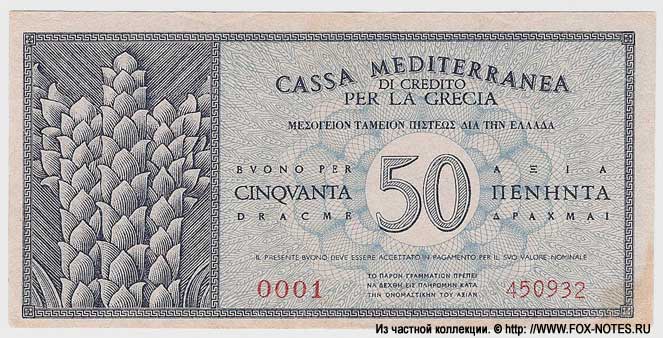 CASSA MEDITERRANEA
DI CREDITO
PER LA GRECIA
ΜΕΣΟΓΕΙΟΝ ΤΑΜΕΙΟΝ ΠΙΣΤΕΩΣ ΔΙΑ ΤΗΝ ΕΛΛΑΔΑ
BVONO PER
CINQVANTA
DRACME
50
ΑΞΙΑ
ΠΕΝΗΝΤΑ
ΔΡΑΧΜΑΙ
IL PRESENTE BVONO DEVE ESSERE ACCETTATO IN PAGAMENTO PER IL SVO VALORE NOMINALE
ΤΟ ΠΑΡΟΝ ΓΡΑΜΜΑΤΙΟΝ ΠΡΕΠΕΙ
ΝΑ ΔΕΧΘΗ ΕΙΣ ΠΛΗΡΩΜΗΝ ΚΑΤΑ
ΤΗΝ ΟΝΟΜΑΣΤΙΚΗΝ ΤΟΥ ΑΞΙΑΝ
0001 450932
Из частной коллекции. © http: //WWW.FOX-NOTES.RU